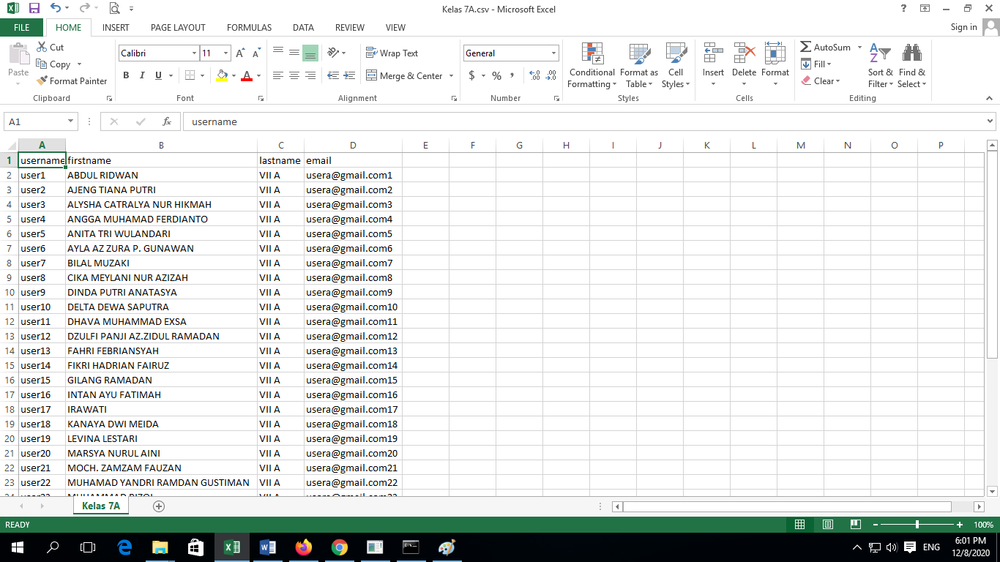 Kelas 7A.csv - Microsoft Excel
FILE HOME INSERT PAGE LAYOUT FORMULAS DATA REVIEW VIEW Sign in
Paste Cut Copy Format Painter Clipboard
Calibri 11 B I U Font
Wrap Text Merge & Center Alignment
General $ % , Number
Conditional Formatting Format as Table Cell Styles Styles
Insert Delete Format Cells
AutoSum Fill Clear Sort & Filter Find & Select Editing
A1 fx username
A B C D E F G H I J K L M N O P
1 username firstname lastname email
2 user1 ABDUL RIDWAN VII A usera@gmail.com1
3 user2 AJENG TIANA PUTRI VII A usera@gmail.com2
4 user3 ALYSHA CATRALYA NUR HIKMAH VII A usera@gmail.com3
5 user4 ANGGA MUHAMAD FERDIANTO VII A usera@gmail.com4
6 user5 ANITA TRI WULANDARI VII A usera@gmail.com5
7 user6 AYLA AZ ZURA P. GUNAWAN VII A usera@gmail.com6
8 user7 BILAL MUZAKI VII A usera@gmail.com7
9 user8 CIKA MEYLANI NUR AZIZAH VII A usera@gmail.com8
10 user9 DINDA PUTRI ANATASYA VII A usera@gmail.com9
11 user10 DELTA DEWA SAPUTRA VII A usera@gmail.com10
12 user11 DHAVA MUHAMMAD EXSA VII A usera@gmail.com11
13 user12 DZULFI PANJI AZ.ZIDUL RAMADAN VII A usera@gmail.com12
14 user13 FAHRI FEBRIANSYAH VII A usera@gmail.com13
15 user14 FIKRI HADRIAN FAIRUZ VII A usera@gmail.com14
16 user15 GILANG RAMADAN VII A usera@gmail.com15
17 user16 INTAN AYU FATIMAH VII A usera@gmail.com16
18 user17 IRAWATI VII A usera@gmail.com17
19 user18 KANAYA DWI MEIDA VII A usera@gmail.com18
20 user19 LEVINA LESTARI VII A usera@gmail.com19
21 user20 MARSYA NURUL AINI VII A usera@gmail.com20
22 user21 MOCH. ZAMZAM FAUZAN VII A usera@gmail.com21
23 user22 MUHAMAD YANDRI RAMDAN GUSTIMAN VII A usera@gmail.com22
Kelas 7A
READY 100%
ENG 6:01 PM
12/8/2020